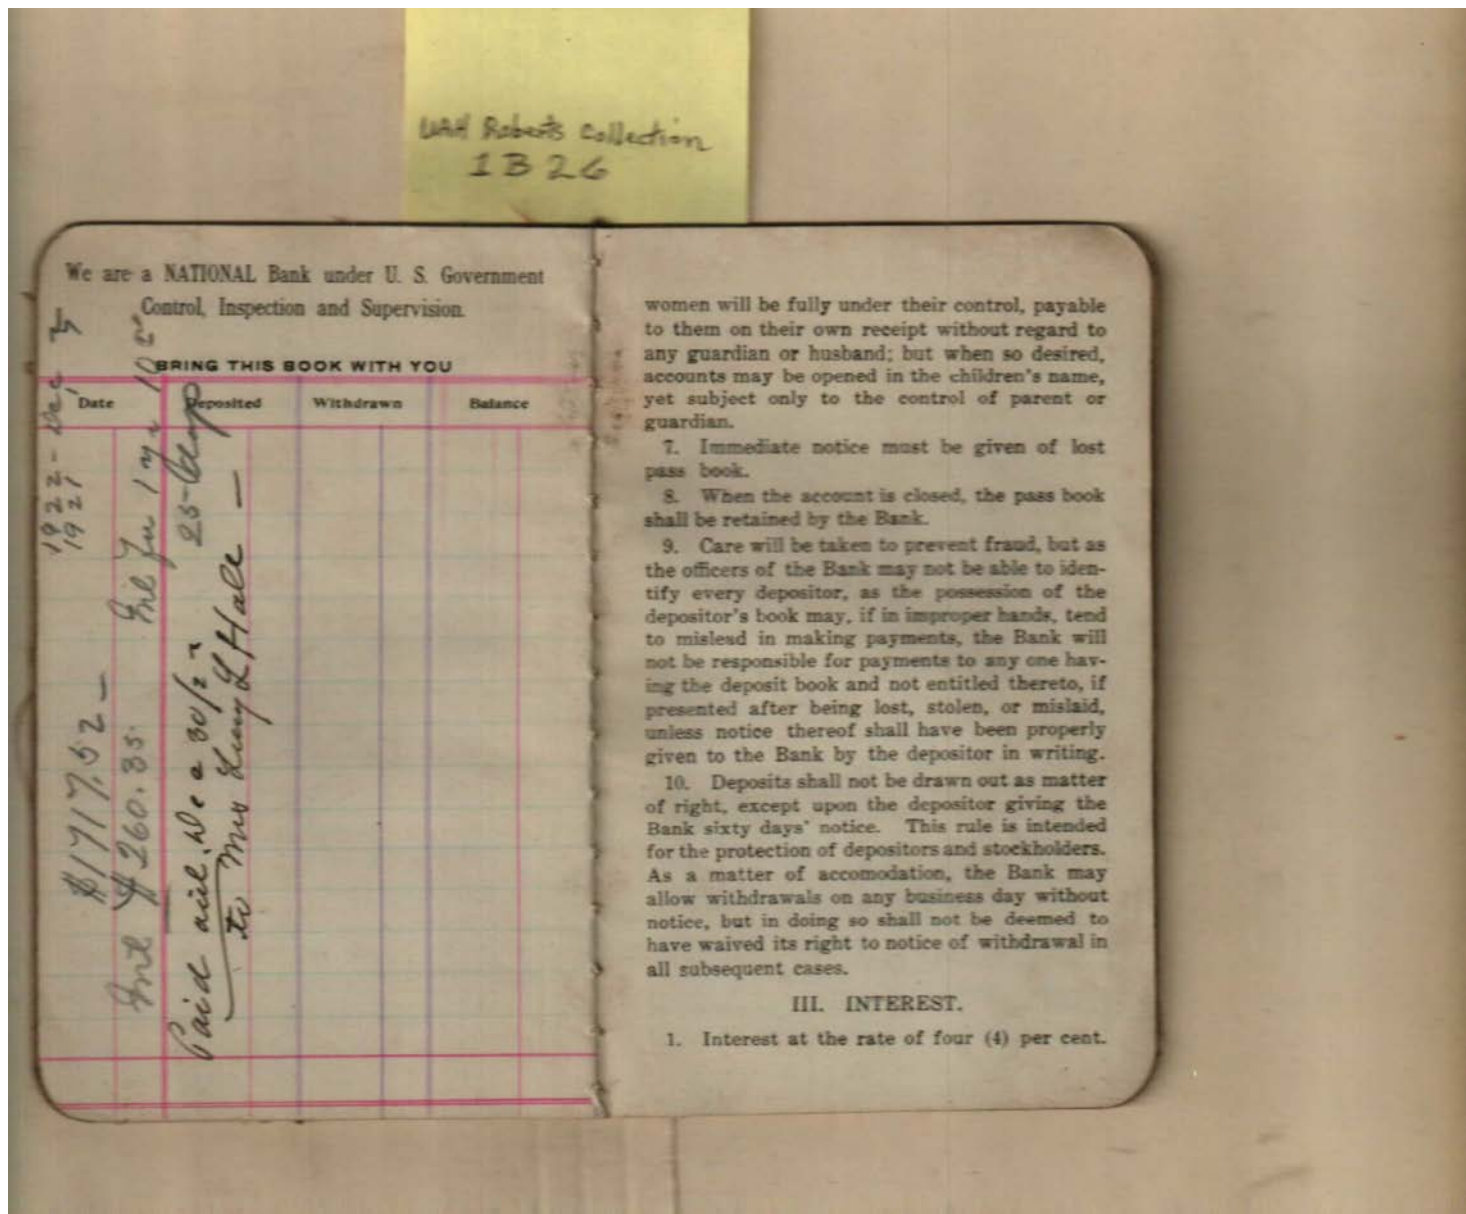 UAH Roberts Collection
1B26
We are a NATIONAL Bank under U. S. Government
Control, Inspection and Supervision.
BRING THIS BOOK WITH YOU
Date Deposited Withdrawn Balance
1922 - Dec
1921
$1717.52 -
Int $260.35.
25-
Paid
to Mrs Lucy L Hale -
women will be fully under their control, payable
to them on their own receipt without regard to
any guardian or husband; but when so desired,
accounts may be opened in the children's name,
yet subject only to the control of parent or
guardian.
7. Immediate notice must be given of lost
pass book.
8. When the account is closed, the pass book
shall be retained by the Bank.
9. Care will be taken to prevent fraud, but as
the officers of the Bank may not be able to iden-
tify every depositor, as the possession of the
depositor's book may, if in improper hands, tend
to mislead in making payments, the Bank will
not be responsible for payments to any one hav-
ing the deposit book and not entitled thereto, if
presented after being lost, stolen, or mislaid,
unless notice thereof shall have been properly
given to the Bank by the depositor in writing.
10. Deposits shall not be drawn out as matter
of right, except upon the depositor giving the
Bank sixty days' notice. This rule is intended
for the protection of depositors and stockholders.
As a matter of accomodation, the Bank may
allow withdrawals on any business day without
notice, but in doing so shall not be deemed to
have waived its right to notice of withdrawal in
all subsequent cases.
III. INTEREST.
1. Interest at the rate of four (4) per cent.